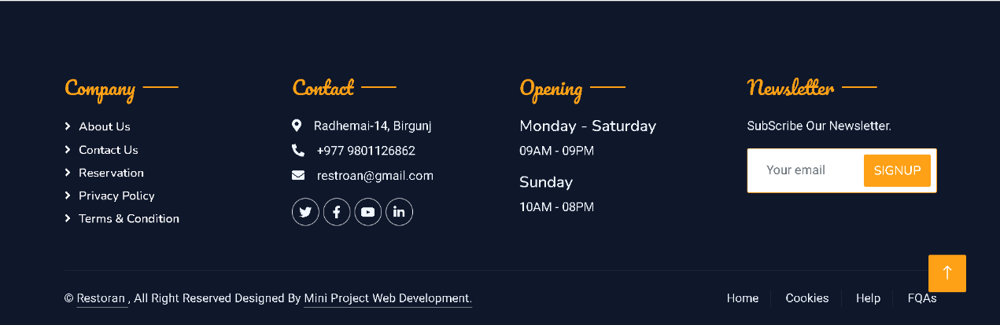 Company
About Us
Contact Us
Reservation
Privacy Policy
Terms & Condition
Contact
Radhemai-14, Birgunj
+977 9801126862
restroan@gmail.com
Opening
Monday - Saturday
09AM - 09PM
Sunday
10AM - 08PM
Newsletter
SubScribe Our Newsletter.
Your email
SIGNUP
© Restoran , All Right Reserved Designed By Mini Project Web Development.
Home
Cookies
Help
FQAs